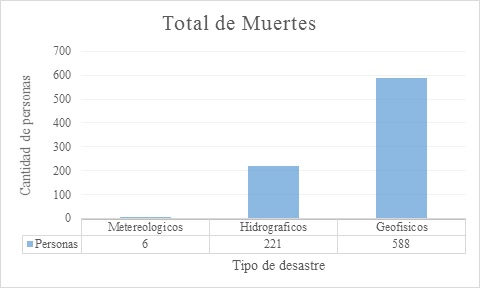 Total de Muertes
Cantidad de personas
700
600
500
400
300
200
100
0
Metereologicos Hidrograficos Geofisicos
Personas 6 221 588
Tipo de desastre